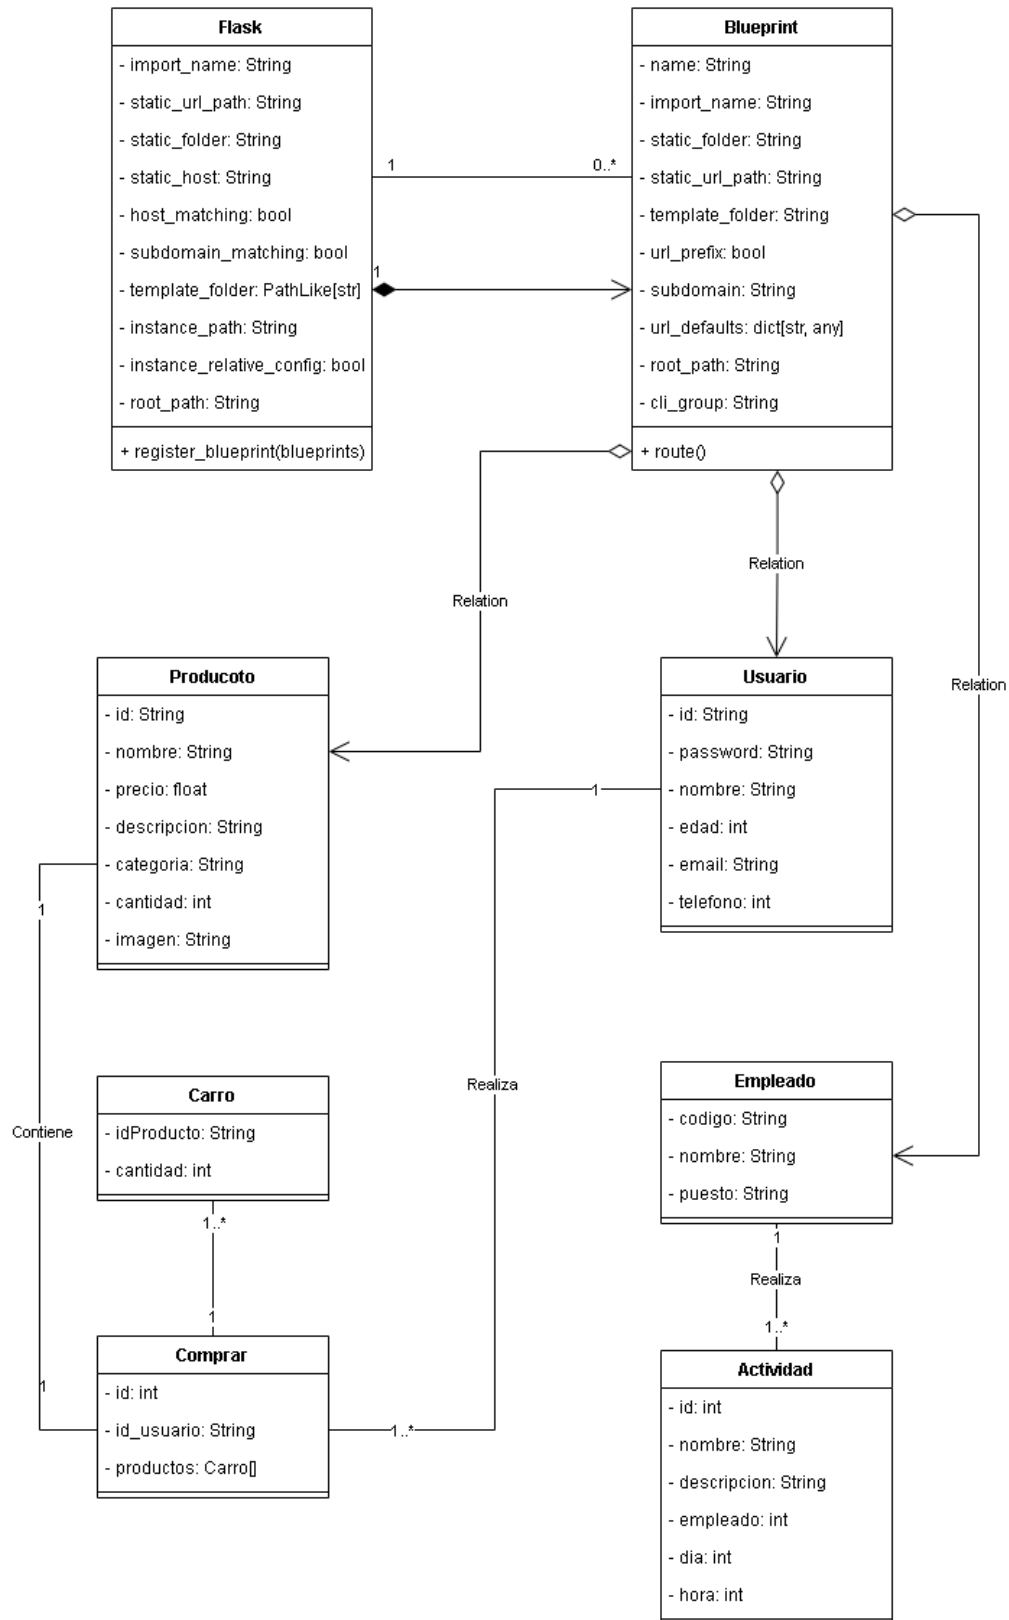 Flask
- import_name: String
- static_url_path: String
- static_folder: String
- static_host: String
- host_matching: bool
- subdomain_matching: bool
- template_folder: PathLike[str]
- instance_path: String
- instance_relative_config: bool
- root_path: String
+ register_blueprint(blueprints)
1
0..*
1
Blueprint
- name: String
- import_name: String
- static_folder: String
- static_url_path: String
- template_folder: String
- url_prefix: bool
- subdomain: String
- url_defaults: dict[str, any]
- root_path: String
- cli_group: String
+ route()
Relation
Relation
Relation
Producoto
- id: String
- nombre: String
- precio: float
- descripcion: String
- categoria: String
- cantidad: int
- imagen: String
Usuario
- id: String
- password: String
- nombre: String
- edad: int
- email: String
- telefono: int
1
1
Realiza
Contiene
Carro
- idProducto: String
- cantidad: int
1..*
1
Empleado
- codigo: String
- nombre: String
- puesto: String
1
Realiza
1..*
Comprar
- id: int
- id_usuario: String
- productos: Carro[]
1
1..*
Actividad
- id: int
- nombre: String
- descripcion: String
- empleado: int
- dia: int
- hora: int